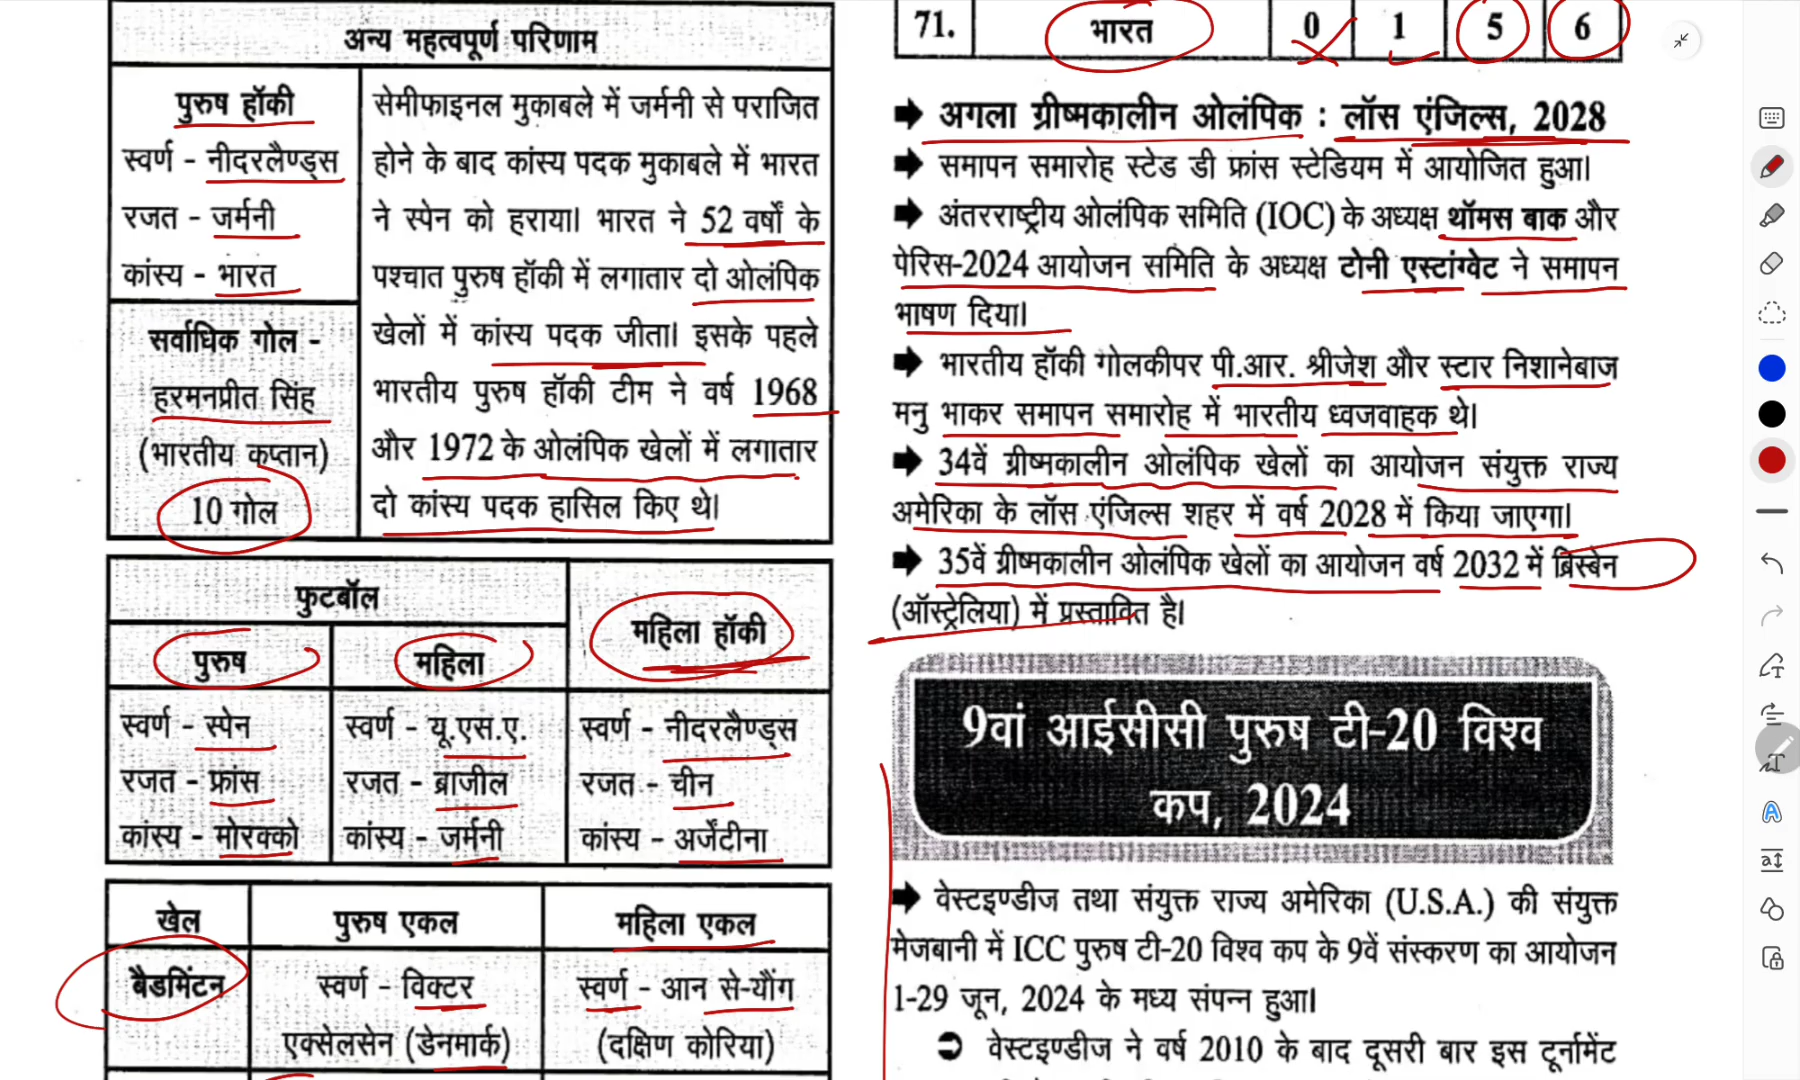 अन्य महत्वपूर्ण परिणाम
पुरुष हॉकी
स्वर्ण - नीदरलैण्ड्स
रजत - जर्मनी
कांस्य - भारत
सर्वाधिक गोल -
हरमनप्रीत सिंह
(भारतीय कप्तान)
10 गोल
सेमीफाइनल मुकाबले में जर्मनी से पराजित
होने के बाद कांस्य पदक मुकाबले में भारत
ने स्पेन को हराया। भारत ने 52 वर्षों के
पश्चात पुरुष हॉकी में लगातार दो ओलंपिक
खेलों में कांस्य पदक जीता। इसके पहले
भारतीय पुरुष हॉकी टीम ने वर्ष 1968
और 1972 के ओलंपिक खेलों में लगातार
दो कांस्य पदक हासिल किए थे।
फुटबॉल
महिला हॉकी
पुरुष
महिला
स्वर्ण - स्पेन
स्वर्ण - यू.एस.ए.
स्वर्ण - नीदरलैण्ड्स
रजत - फ्रांस
रजत - ब्राजील
रजत - चीन
कांस्य - मोरक्को
कांस्य - जर्मनी
कांस्य - अर्जेंटीना
खेल
पुरुष एकल
महिला एकल
बैडमिंटन
स्वर्ण - विक्टर
स्वर्ण - आन से-यौंग
एक्सेलसेन (डेनमार्क)
(दक्षिण कोरिया)
71. भारत 0 1 5 6
➡ अगला ग्रीष्मकालीन ओलंपिक : लॉस एंजिल्स, 2028
➡ समापन समारोह स्टेड डी फ्रांस स्टेडियम में आयोजित हुआ।
➡ अंतरराष्ट्रीय ओलंपिक समिति (IOC) के अध्यक्ष थॉमस बाक और
पेरिस-2024 आयोजन समिति के अध्यक्ष टोनी एस्टांग्वेट ने समापन
भाषण दिया।
➡ भारतीय हॉकी गोलकीपर पी.आर. श्रीजेश और स्टार निशानेबाज
मनु भाकर समापन समारोह में भारतीय ध्वजवाहक थे।
➡ 34वें ग्रीष्मकालीन ओलंपिक खेलों का आयोजन संयुक्त राज्य
अमेरिका के लॉस एंजिल्स शहर में वर्ष 2028 में किया जाएगा।
➡ 35वें ग्रीष्मकालीन ओलंपिक खेलों का आयोजन वर्ष 2032 में ब्रिस्बेन
(ऑस्ट्रेलिया) में प्रस्तावित है।
9वां आईसीसी पुरुष टी-20 विश्व
कप, 2024
➡ वेस्टइण्डीज तथा संयुक्त राज्य अमेरिका (U.S.A.) की संयुक्त
मेजबानी में ICC पुरुष टी-20 विश्व कप के 9वें संस्करण का आयोजन
1-29 जून, 2024 के मध्य संपन्न हुआ।
➲ वेस्टइण्डीज ने वर्ष 2010 के बाद दूसरी बार इस टूर्नामेंट